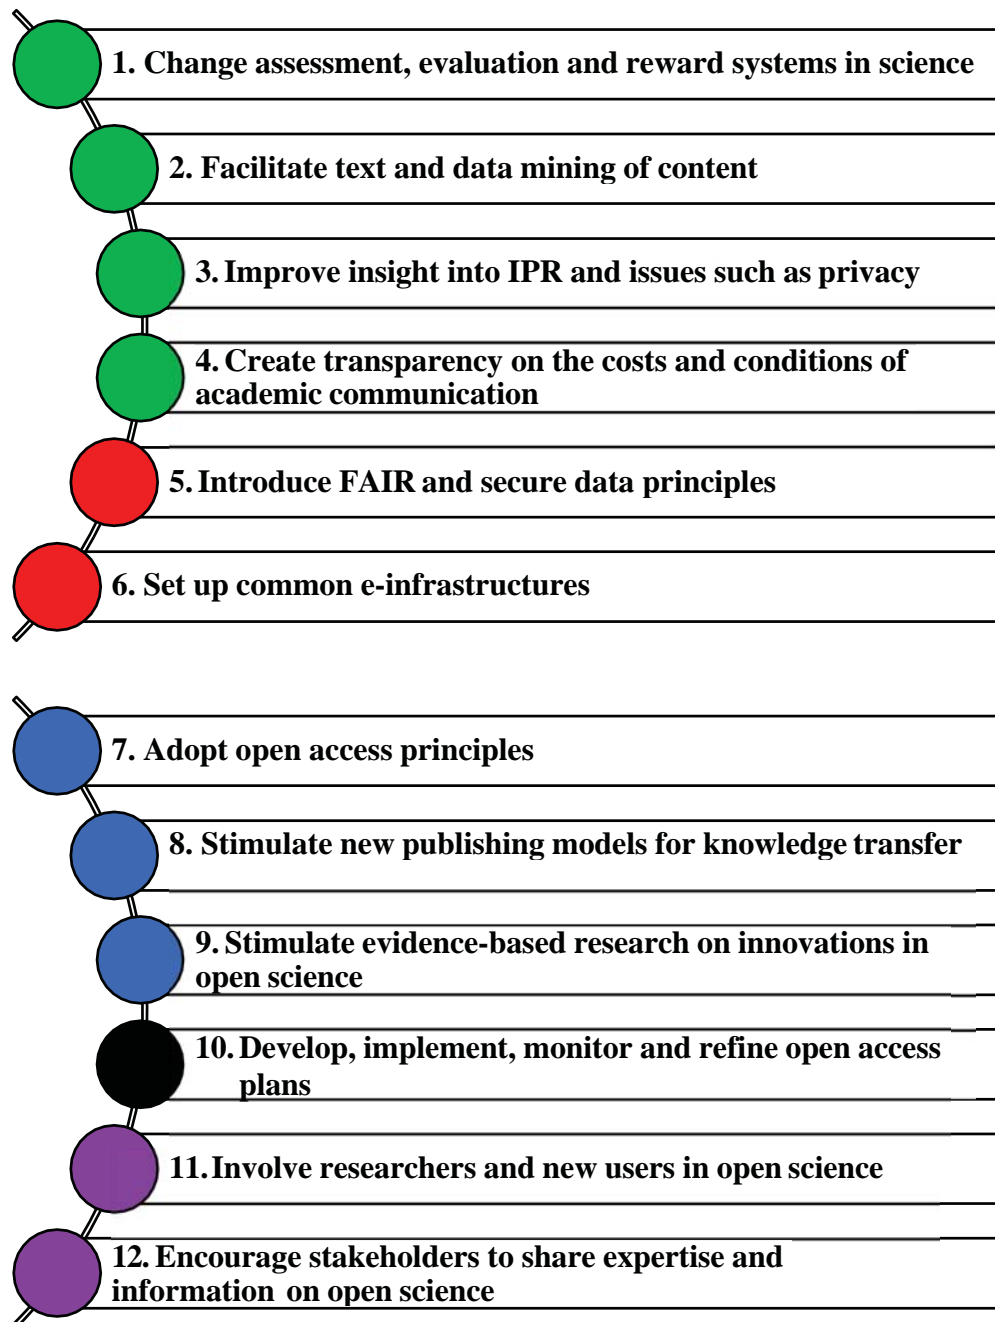 1. Change assessment, evaluation and reward systems in science
2. Facilitate text and data mining of content
3. Improve insight into IPR and issues such as privacy
4. Create transparency on the costs and conditions of
academic communication
5. Introduce FAIR and secure data principles
6. Set up common e-infrastructures
7. Adopt open access principles
8. Stimulate new publishing models for knowledge transfer
9. Stimulate evidence-based research on innovations in
open science
10. Develop, implement, monitor and refine open access
plans
11. Involve researchers and new users in open science
12. Encourage stakeholders to share expertise and
information on open science